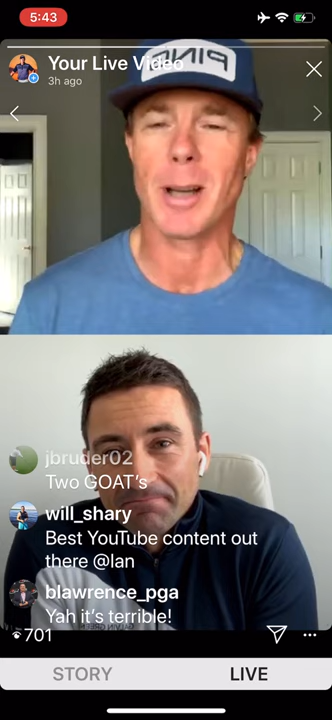 5:43
Your Live Video
3h ago
PING
jbruder02
Two GOAT's
will_shary
Best YouTube content out
there @Ian
blawrence_pga
Yah it's terrible!
701
STORY
LIVE